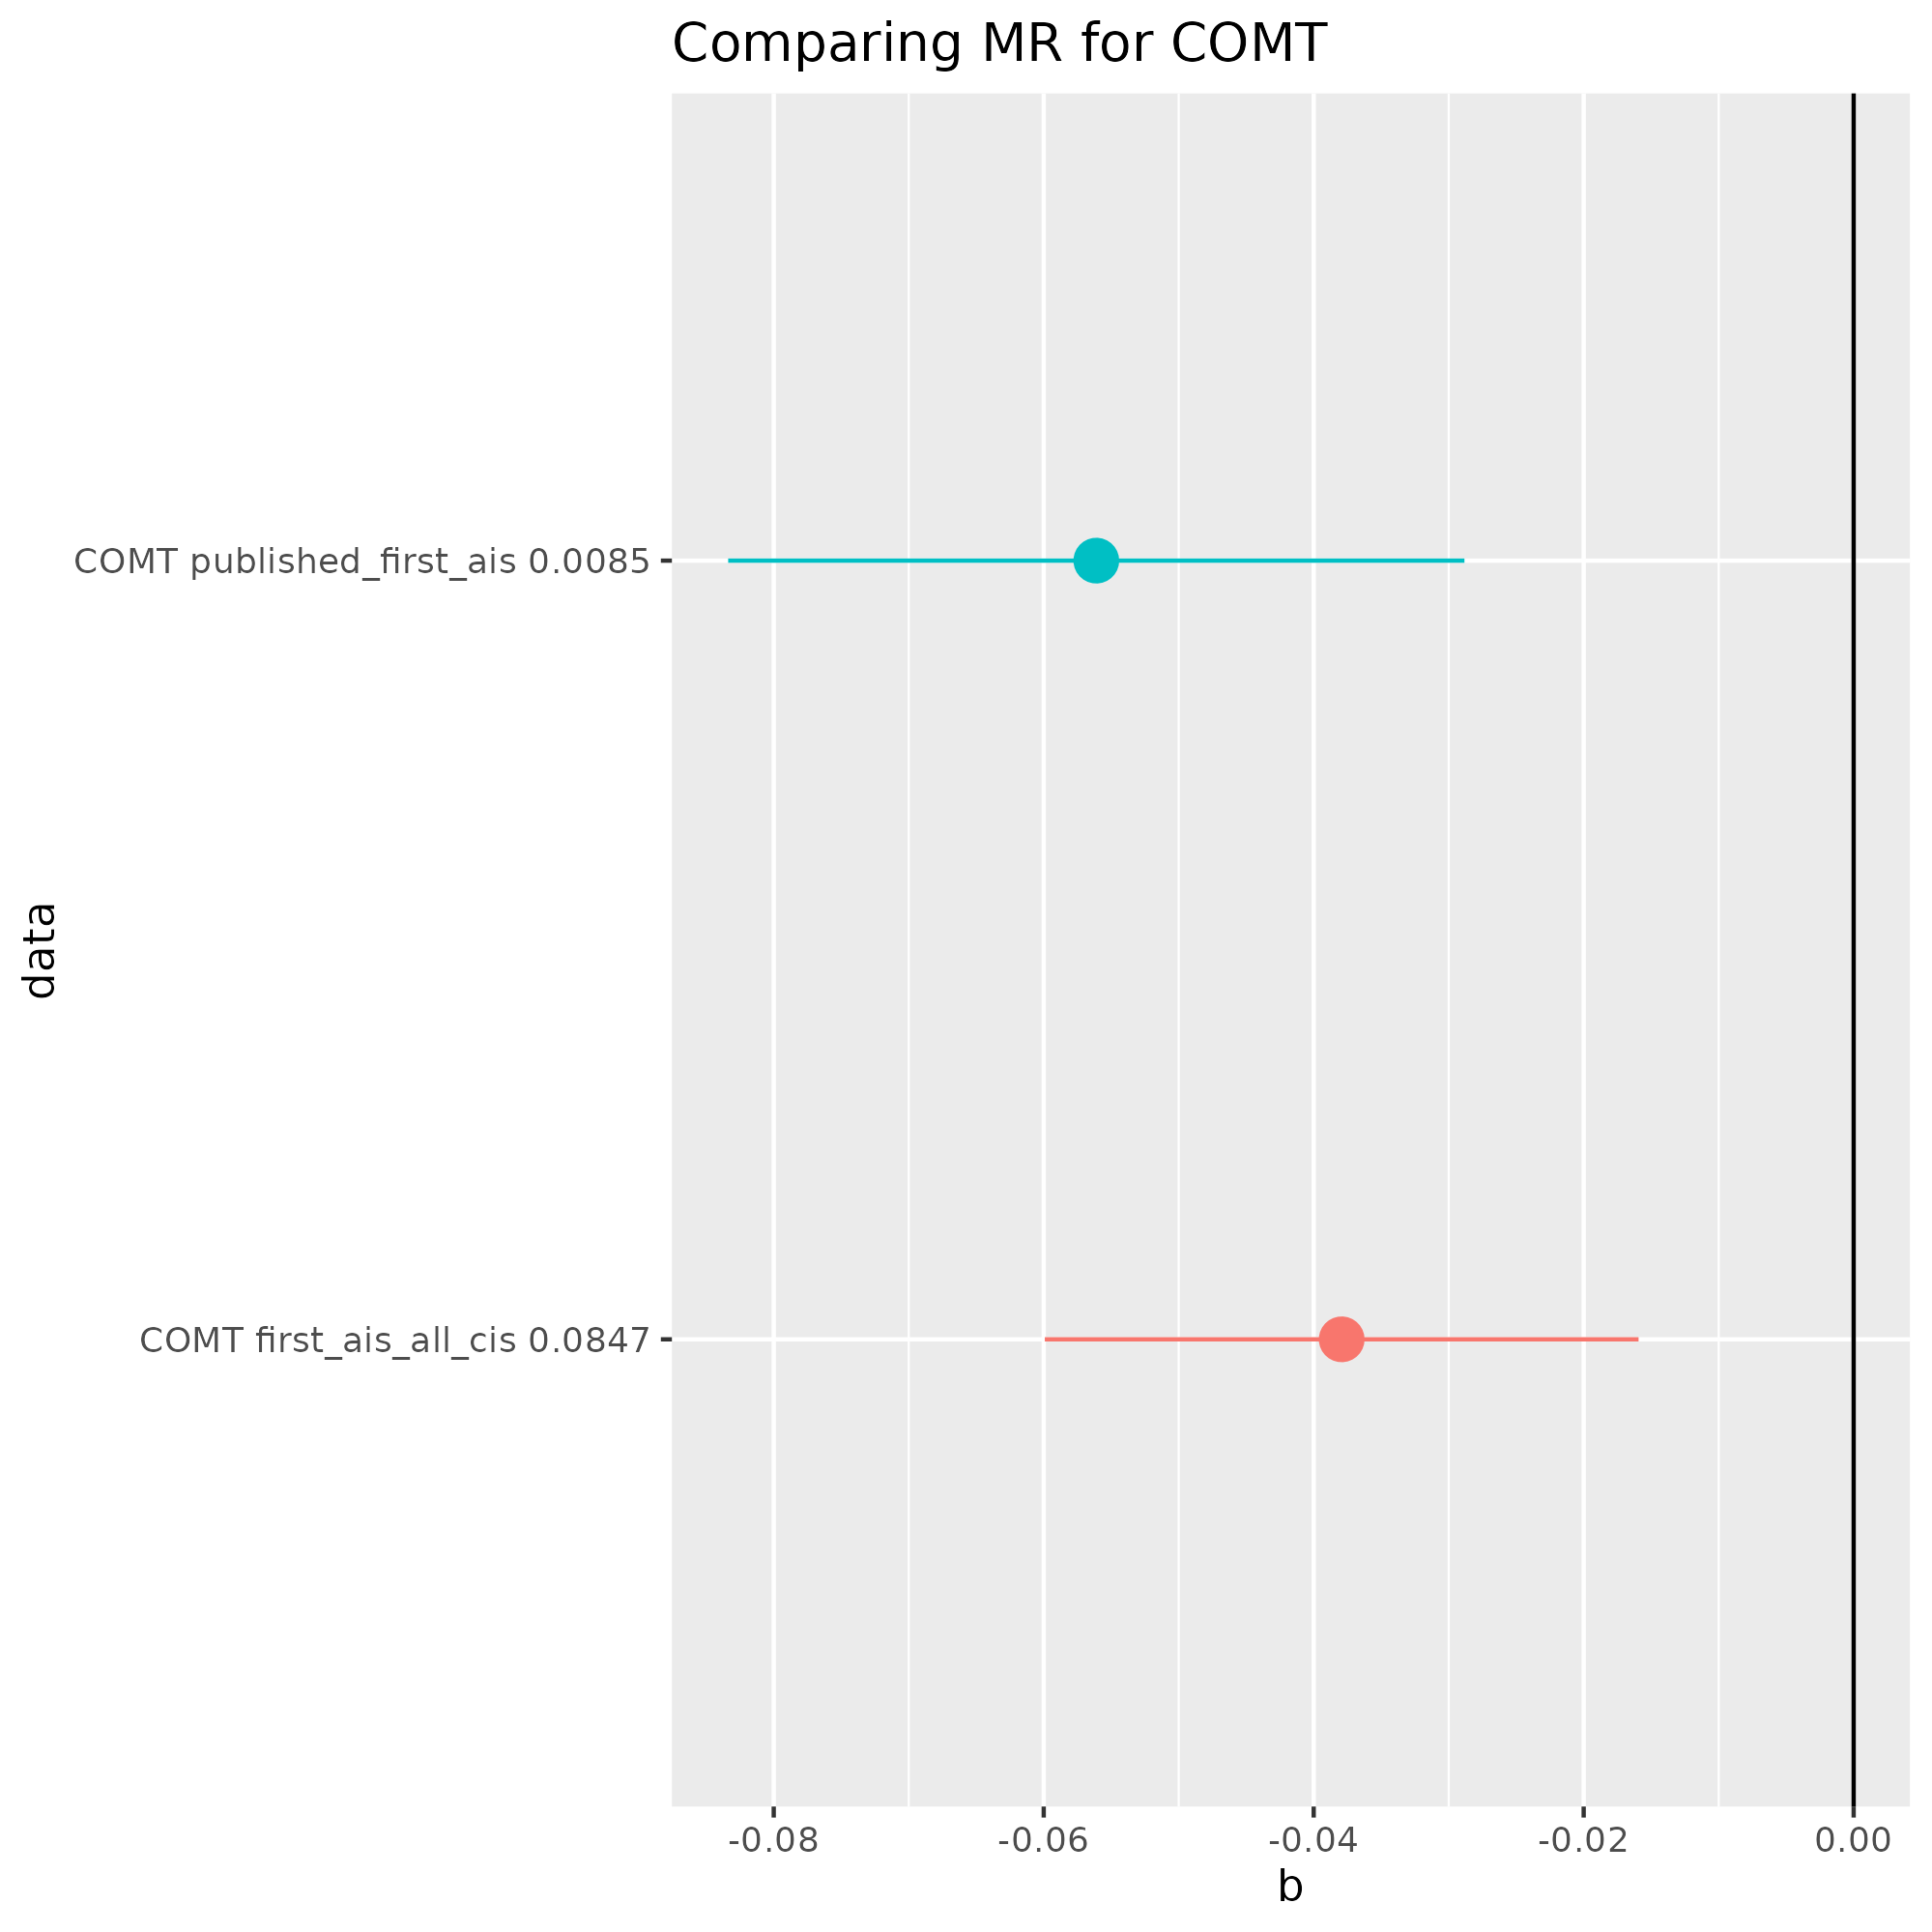 Comparing MR for COMT
data
COMT published_first_ais 0.0085
COMT first_ais_all_cis 0.0847
-0.08 -0.06 -0.04 -0.02 0.00
b